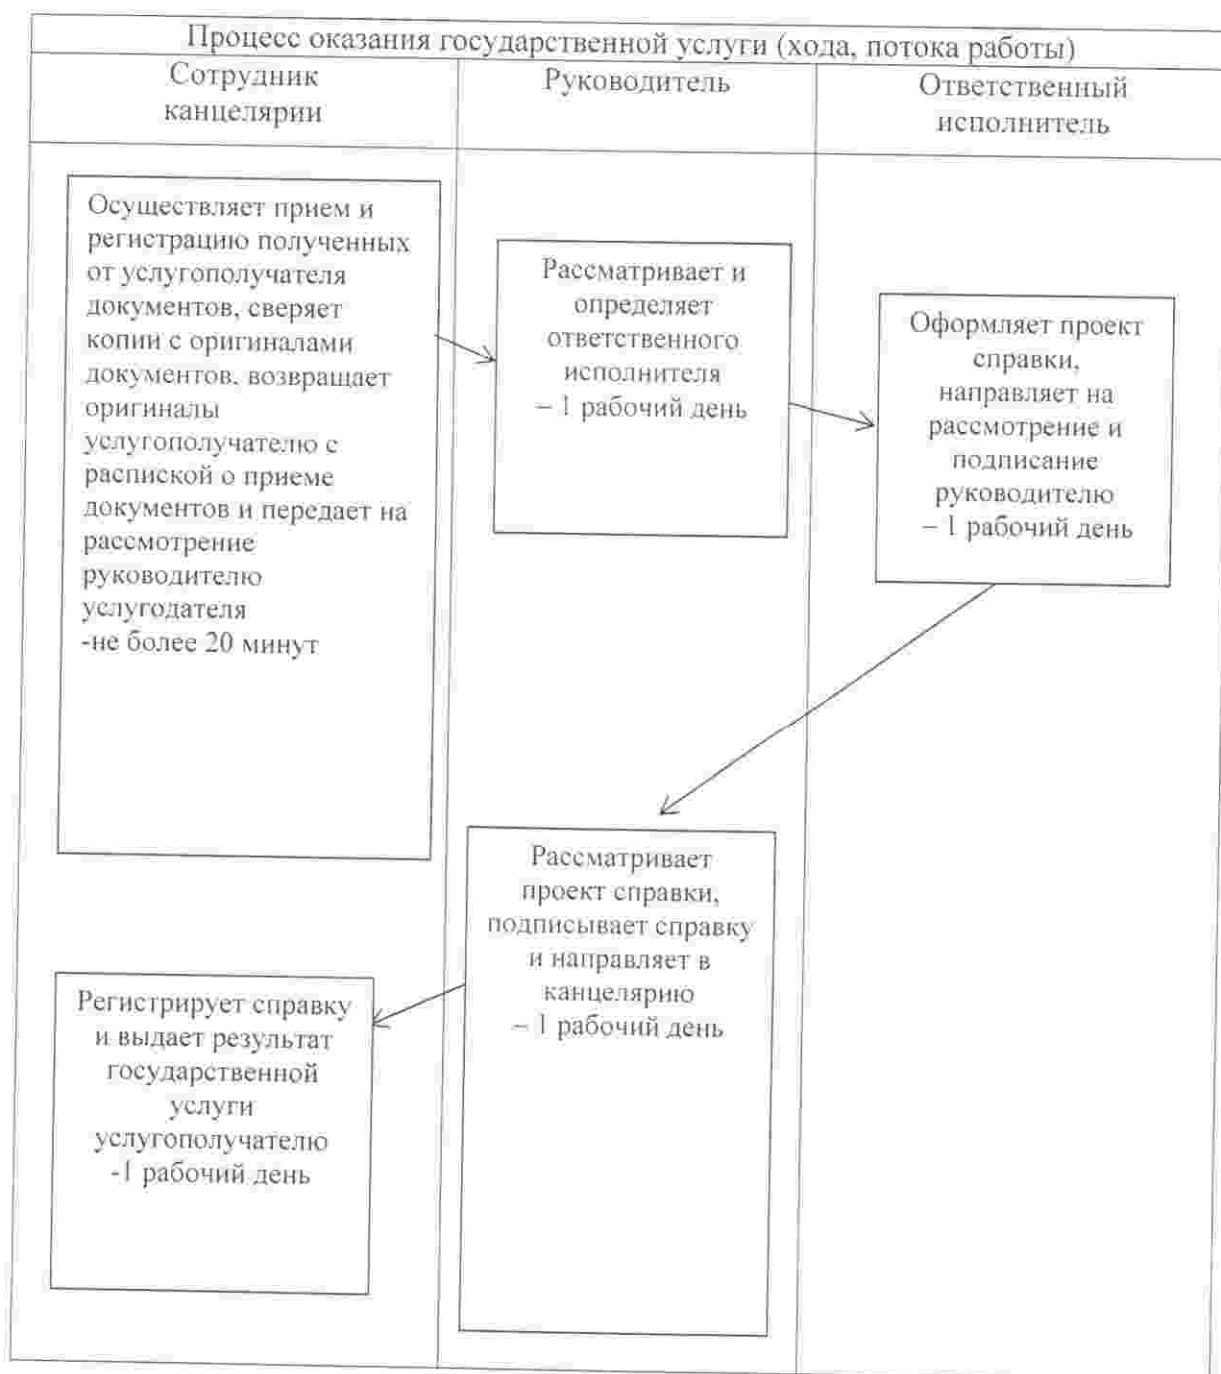 Процесс оказания государственной услуги (хода, потока работы)
Сотрудник
канцелярии
Руководитель
Ответственный
исполнитель
Осуществляет прием и
регистрацию полученных
от услугополучателя
документов, сверяет
копии с оригиналами
документов, возвращает
оригиналы
услугополучателю с
распиской о приеме
документов и передает на
рассмотрение
руководителю
услугодателя
-не более 20 минут
Рассматривает и
определяет
ответственного
исполнителя
– 1 рабочий день
Оформляет проект
справки,
направляет на
рассмотрение и
подписание
руководителю
– 1 рабочий день
Рассматривает
проект справки,
подписывает справку
и направляет в
канцелярию
– 1 рабочий день
Регистрирует справку
и выдает результат
государственной
услуги
услугополучателю
-1 рабочий день